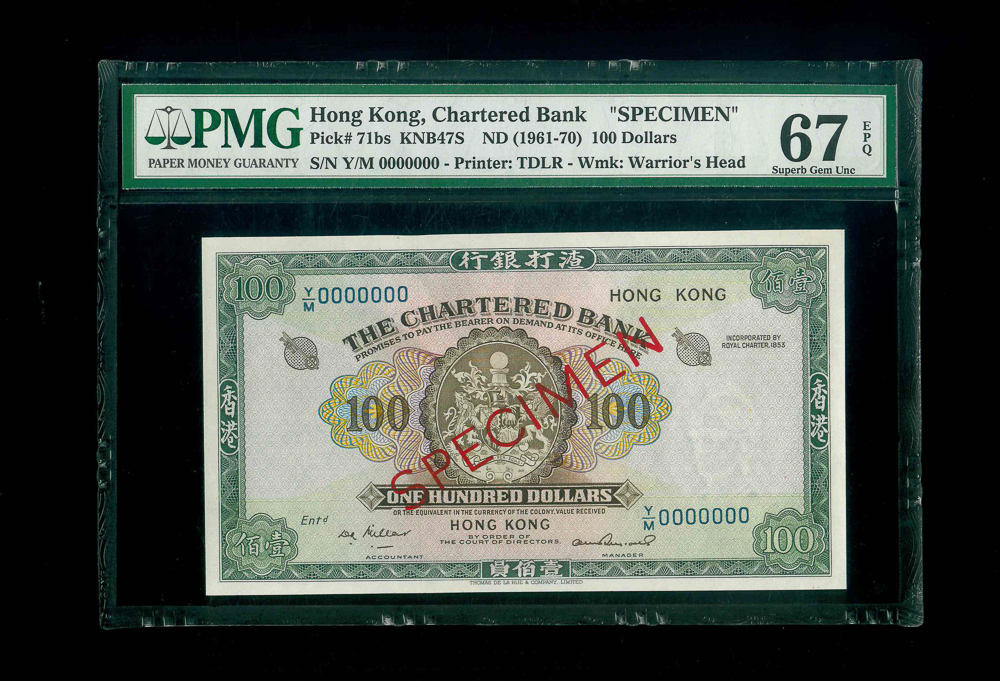 PMG
PAPER MONEY GUARANTY
Hong Kong, Chartered Bank "SPECIMEN"
Pick# 71bs KNB47S ND (1961-70) 100 Dollars
S/N Y/M 0000000 - Printer: TDLR - Wmk: Warrior's Head
67
EPQ
Superb Gem Unc
行銀打渣
100
佰壹
Y/M 0000000
HONG KONG
THE CHARTERED BANK
PROMISES TO PAY THE BEARER ON DEMAND AT ITS OFFICE HERE
INCORPORATED BY
ROYAL CHARTER, 1853
香港
香港
100
100
SPECIMEN
ONE HUNDRED DOLLARS
OR THE EQUIVALENT IN THE CURRENCY OF THE COLONY, VALUE RECEIVED
HONG KONG
Y/M 0000000
BY ORDER OF
THE COURT OF DIRECTORS.
Entd
ACCOUNTANT
MANAGER
佰壹
100
員佰壹
THOMAS DE LA RUE & COMPANY, LIMITED